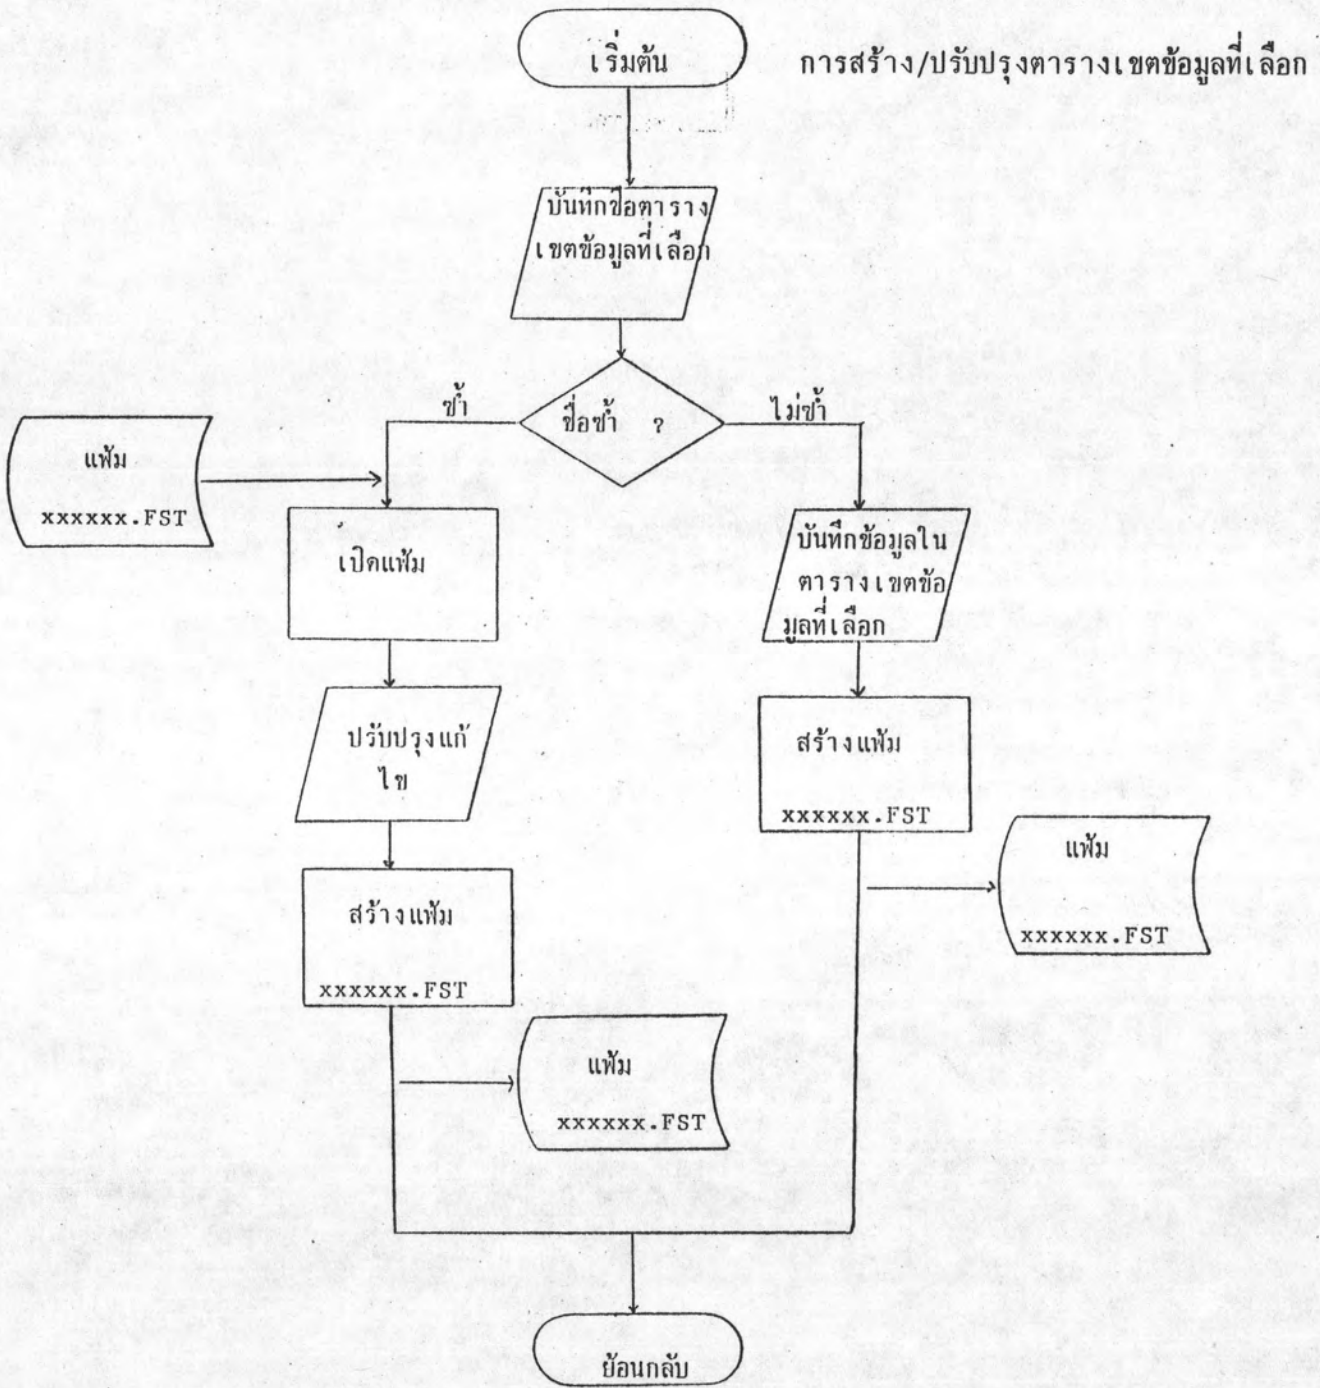 เริ่มต้น
การสร้าง/ปรับปรุงตารางเขตข้อมูลที่เลือก
บันทึกชื่อตาราง
เขตข้อมูลที่เลือก
ซ้ำ
ชื่อซ้ำ ?
ไม่ซ้ำ
แฟ้ม
xxxxxx.FST
เปิดแฟ้ม
บันทึกข้อมูลใน
ตารางเขตข้อ
มูลที่เลือก
ปรับปรุงแก้
ไข
สร้างแฟ้ม
xxxxxx.FST
แฟ้ม
xxxxxx.FST
สร้างแฟ้ม
xxxxxx.FST
แฟ้ม
xxxxxx.FST
ย้อนกลับ